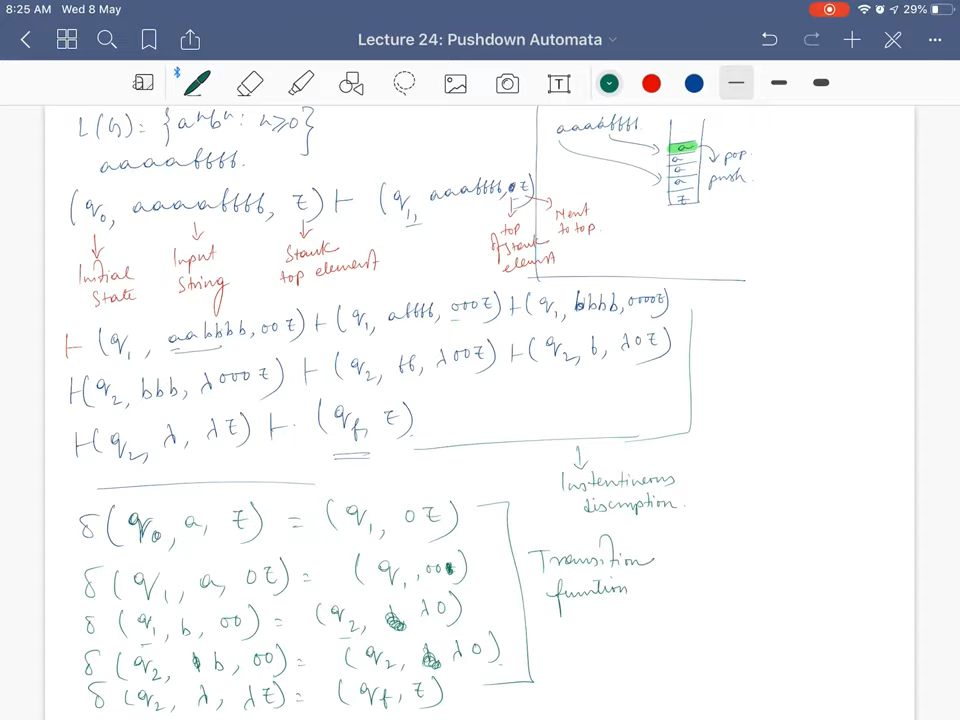 8:25 AM Wed 8 May
29%
Lecture 24: Pushdown Automata
L(G) = {aⁿbⁿ : n≥0}
aaaabbbb.
(q₀, aaaabbbb, z) ⊢ (q₁, aaabbbb, 0z)
Initial State
Input String
Stack top element
top of stack element
Next to top.
aaaabbbb
a
a
a
a
z
pop
push
⊢ (q₁, aabbbb, 00z) ⊢ (q₁, abbbb, 000z) ⊢ (q₁, bbbb, 0000z)
⊢ (q₂, bbb, λ000z) ⊢ (q₂, bb, λ00z) ⊢ (q₂, b, λ0z)
⊢ (q₂, λ, λz) ⊢ (qf, z).
Instentineous
discmption.
δ(q₀, a, z) = (q₁, 0z)
δ(q₁, a, 0z) = (q₁, 00)
δ(q₁, b, 00) = (q₂, λ0)
δ(q₂, b, 00) = (q₂, λ0)
δ(q₂, λ, λz) = (qf, z)
Transition
function